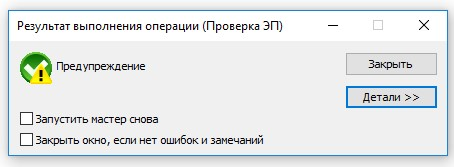 Результат выполнения операции (Проверка ЭП)
Предупреждение
Закрыть
Детали >>
Запустить мастер снова
Закрыть окно, если нет ошибок и замечаний